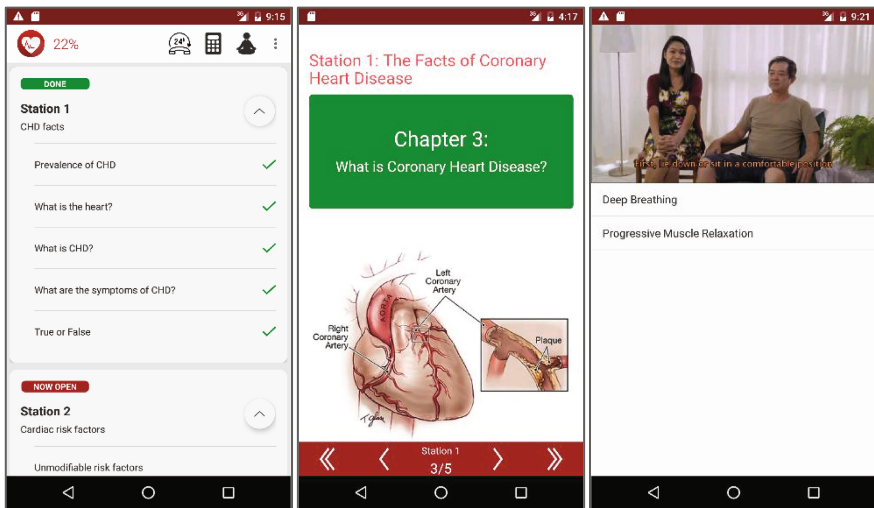 9:15
22%
24h
DONE
Station 1
CHD facts
Prevalence of CHD
What is the heart?
What is CHD?
What are the symptoms of CHD?
True or False
NOW OPEN
Station 2
Cardiac risk factors
Unmodifiable risk factors
3G
4:17
Station 1: The Facts of Coronary
Heart Disease
Chapter 3:
What is Coronary Heart Disease?
AORTA
Left
Coronary
Artery
Right
Coronary
Artery
Plaque
Station 1
3/5
9:21
First, lie down or sit in a comfortable position
Deep Breathing
Progressive Muscle Relaxation